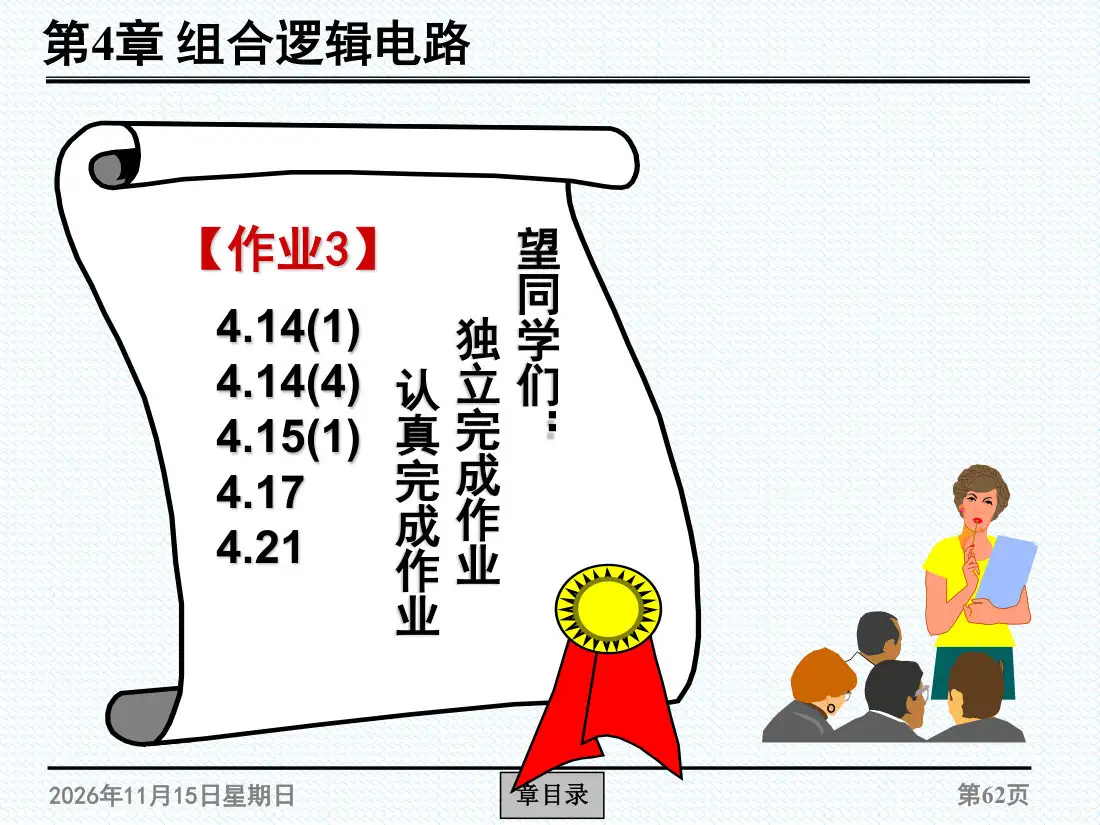 第4章 组合逻辑电路
【作业3】
4.14(1)
4.14(4)
4.15(1)
4.17
4.21
望同学们:
独立完成作业
认真完成作业
2026年11月15日星期日
章目录
第62页